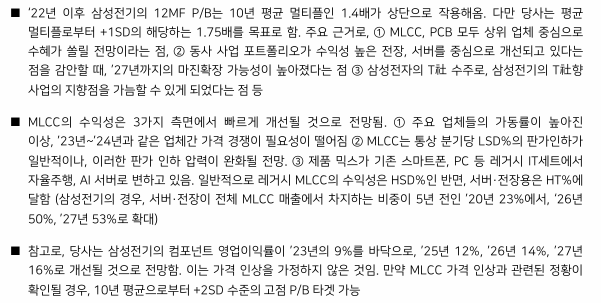 ■ '22년 이후 삼성전기의 12MF P/B는 10년 평균 멀티플인 1.4배가 상단으로 작용해옴. 다만 당사는 평균
멀티플로부터 +1SD의 해당하는 1.75배를 목표로 함. 주요 근거로, ① MLCC, PCB 모두 상위 업체 중심으로
수혜가 쏠릴 전망이라는 점, ② 동사 사업 포트폴리오가 수익성 높은 전장, 서버를 중심으로 개선되고 있다는
점을 감안할 때, '27년까지의 마진확장 가능성이 높아졌다는 점 ③ 삼성전자의 T社 수주로, 삼성전기의 T社향
사업의 지향점을 가늠할 수 있게 되었다는 점 등
■ MLCC의 수익성은 3가지 측면에서 빠르게 개선될 것으로 전망됨. ① 주요 업체들의 가동률이 높아진
이상, '23년~'24년과 같은 업체간 가격 경쟁이 필요성이 떨어짐 ② MLCC는 통상 분기당 LSD%의 판가인하가
일반적이나, 이러한 판가 인하 압력이 완화될 전망. ③ 제품 믹스가 기존 스마트폰, PC 등 레거시 IT세트에서
자율주행, AI 서버로 변하고 있음. 일반적으로 레거시 MLCC의 수익성은 HSD%인 반면, 서버·전장용은 HT%에
달함 (삼성전기의 경우, 서버·전장이 전체 MLCC 매출에서 차지하는 비중이 5년 전인 '20년 23%에서, '26년
50%, '27년 53%로 확대)
■ 참고로, 당사는 삼성전기의 컴포넌트 영업이익률이 '23년의 9%를 바닥으로, '25년 12%, '26년 14%, '27년
16%로 개선될 것으로 전망함. 이는 가격 인상을 가정하지 않은 것임. 만약 MLCC 가격 인상과 관련된 정황이
확인될 경우, 10년 평균으로부터 +2SD 수준의 고점 P/B 타겟 가능